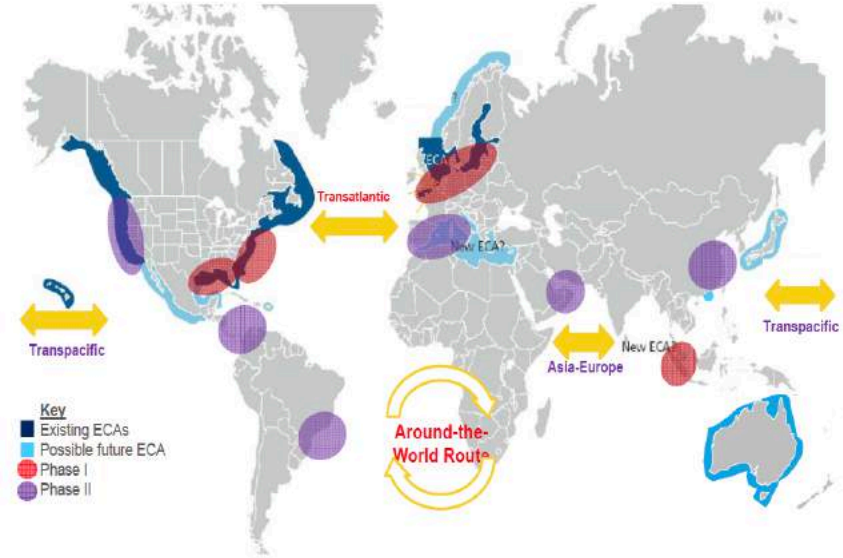 ?
ECA
Transatlantic
New ECA?
Transpacific
Transpacific
New ECA?
Asia-Europe
Around-the-
World Route
Key
Existing ECAs
Possible future ECA
Phase I
Phase II